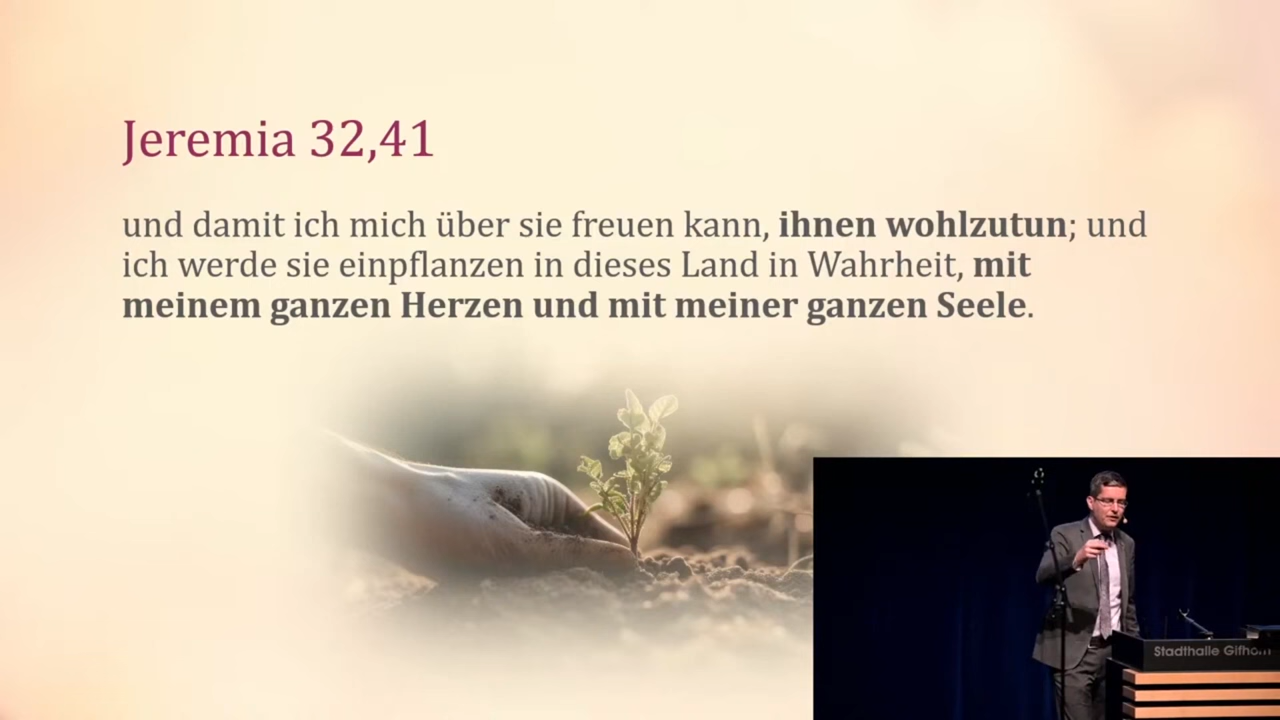 Jeremia 32,41
und damit ich mich über sie freuen kann, ihnen wohlzutun; und
ich werde sie einpflanzen in dieses Land in Wahrheit, mit
meinem ganzen Herzen und mit meiner ganzen Seele.
Stadthalle Gifhorn